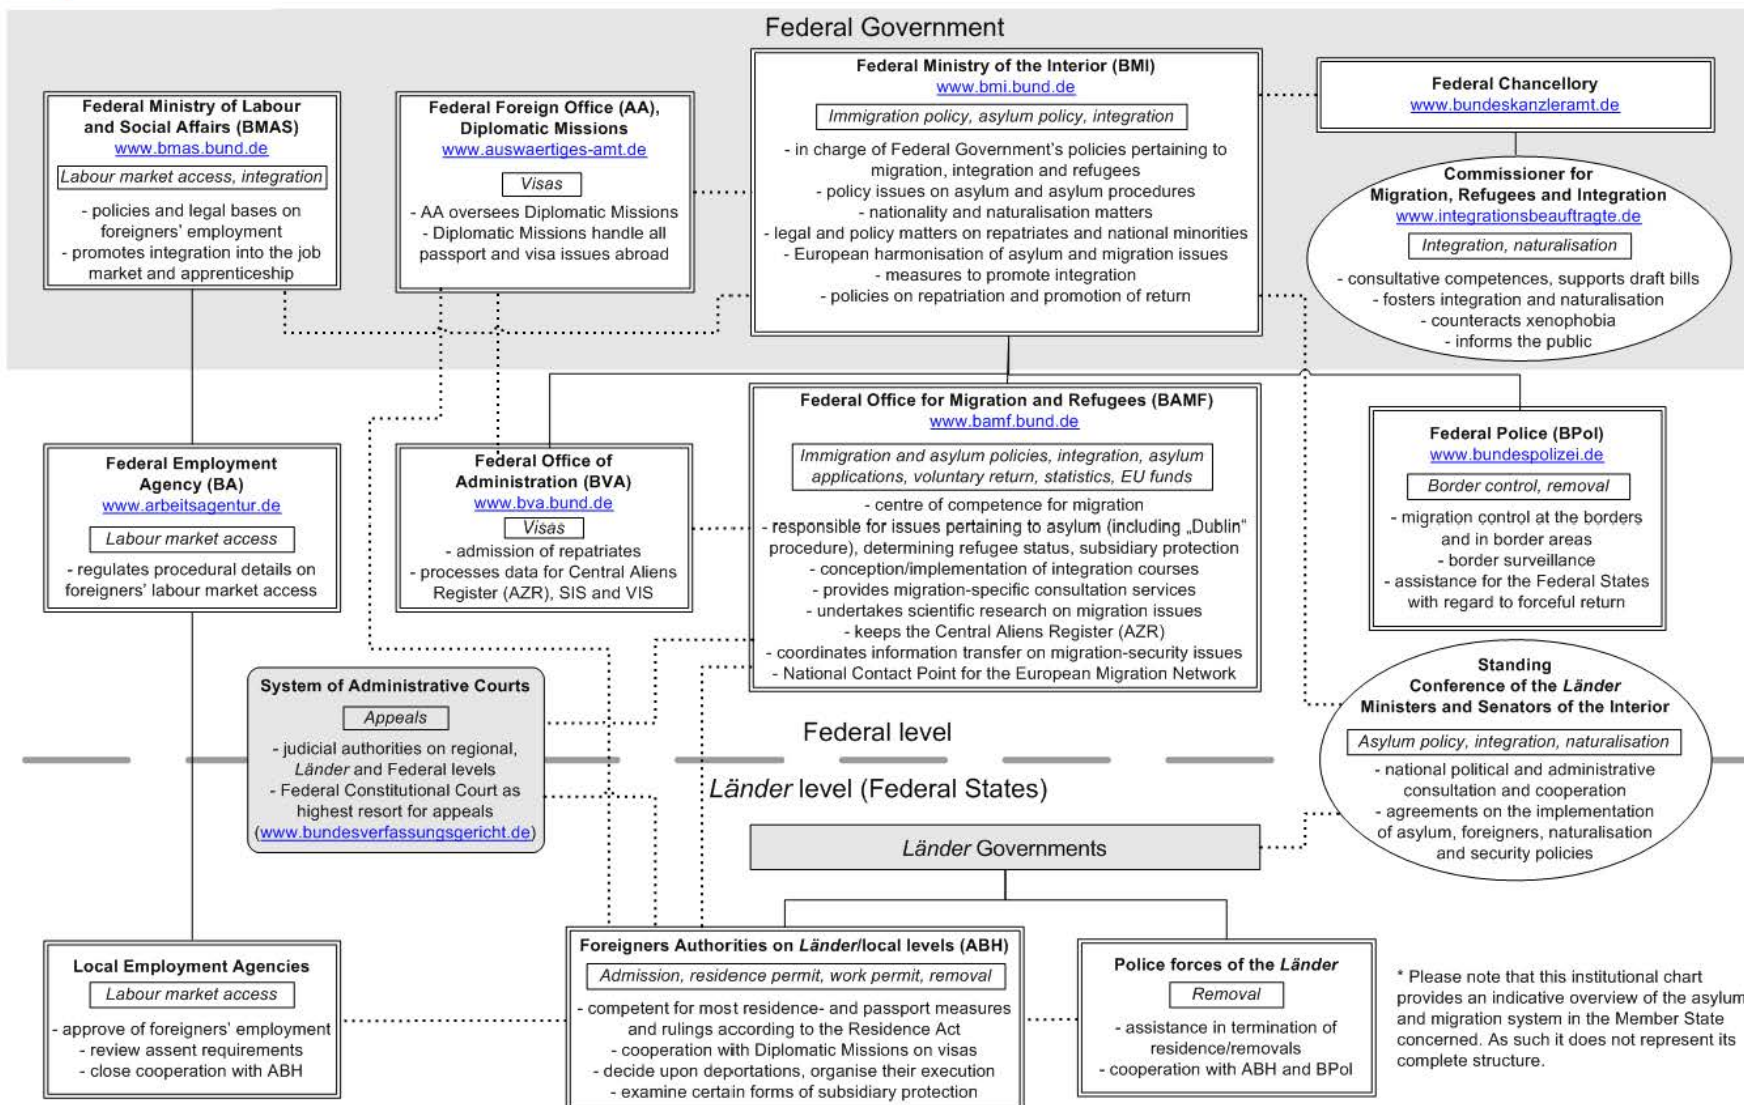 Federal Government
Federal Ministry of Labour
and Social Affairs (BMAS)
www.bmas.bund.de
Labour market access, integration
- policies and legal bases on
foreigners' employment
- promotes integration into the job
market and apprenticeship
Federal Foreign Office (AA),
Diplomatic Missions
www.auswaertiges-amt.de
Visas
- AA oversees Diplomatic Missions
- Diplomatic Missions handle all
passport and visa issues abroad
Federal Ministry of the Interior (BMI)
www.bmi.bund.de
Immigration policy, asylum policy, integration
- in charge of Federal Government's policies pertaining to
migration, integration and refugees
- policy issues on asylum and asylum procedures
- nationality and naturalisation matters
- legal and policy matters on repatriates and national minorities
- European harmonisation of asylum and migration issues
- measures to promote integration
- policies on repatriation and promotion of return
Federal Chancellory
www.bundeskanzleramt.de
Commissioner for
Migration, Refugees and Integration
www.integrationsbeauftragte.de
Integration, naturalisation
- consultative competences, supports draft bills
- fosters integration and naturalisation
- counteracts xenophobia
- informs the public
Federal Employment
Agency (BA)
www.arbeitsagentur.de
Labour market access
- regulates procedural details on
foreigners' labour market access
Federal Office of
Administration (BVA)
www.bva.bund.de
Visas
- admission of repatriates
- processes data for Central Aliens
Register (AZR), SIS and VIS
Federal Office for Migration and Refugees (BAMF)
www.bamf.bund.de
Immigration and asylum policies, integration, asylum
applications, voluntary return, statistics, EU funds
- centre of competence for migration
- responsible for issues pertaining to asylum (including „Dublin“
procedure), determining refugee status, subsidiary protection
- conception/implementation of integration courses
- provides migration-specific consultation services
- undertakes scientific research on migration issues
- keeps the Central Aliens Register (AZR)
- coordinates information transfer on migration-security issues
- National Contact Point for the European Migration Network
Federal Police (BPol)
www.bundespolizei.de
Border control, removal
- migration control at the borders
and in border areas
- border surveillance
- assistance for the Federal States
with regard to forceful return
System of Administrative Courts
Appeals
- judicial authorities on regional,
Länder and Federal levels
- Federal Constitutional Court as
highest resort for appeals
(www.bundesverfassungsgericht.de)
Federal level
Länder level (Federal States)
Standing
Conference of the Länder
Ministers and Senators of the Interior
Asylum policy, integration, naturalisation
- national political and administrative
consultation and cooperation
- agreements on the implementation
of asylum, foreigners, naturalisation
and security policies
Länder Governments
Local Employment Agencies
Labour market access
- approve of foreigners' employment
- review assent requirements
- close cooperation with ABH
Foreigners Authorities on Länder/local levels (ABH)
Admission, residence permit, work permit, removal
- competent for most residence- and passport measures
and rulings according to the Residence Act
- cooperation with Diplomatic Missions on visas
- decide upon deportations, organise their execution
- examine certain forms of subsidiary protection
Police forces of the Länder
Removal
- assistance in termination of
residence/removals
- cooperation with ABH and BPol
* Please note that this institutional chart
provides an indicative overview of the asylum
and migration system in the Member State
concerned. As such it does not represent its
complete structure.